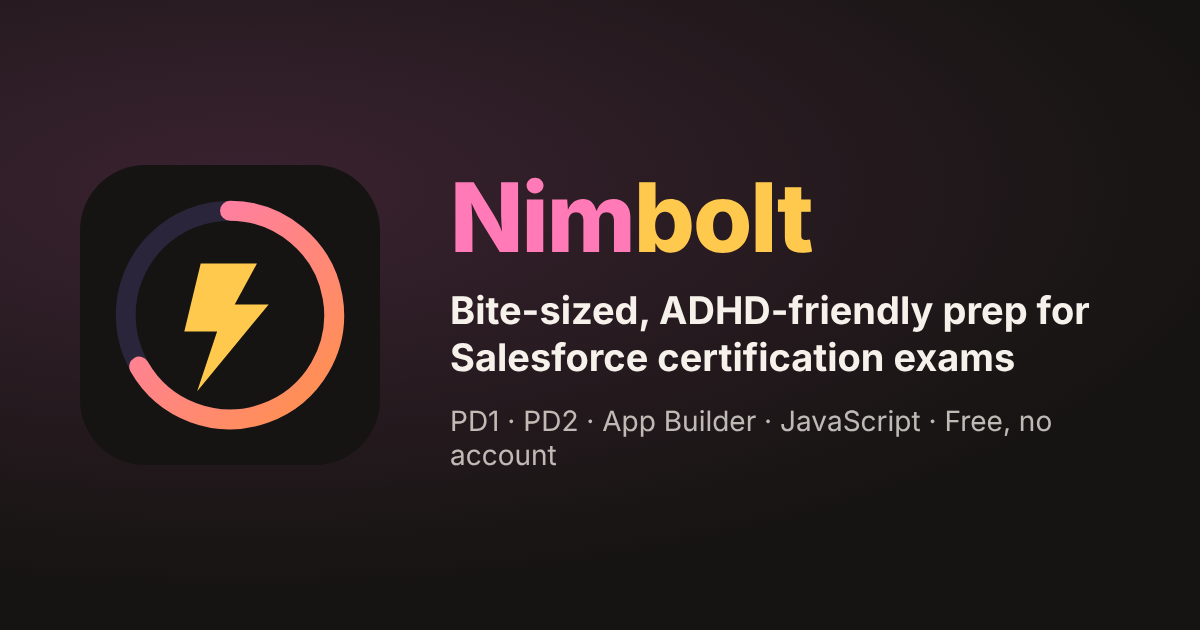 Nimbolt
Bite-sized, ADHD-friendly prep for
Salesforce certification exams
PD1 · PD2 · App Builder · JavaScript · Free, no
account